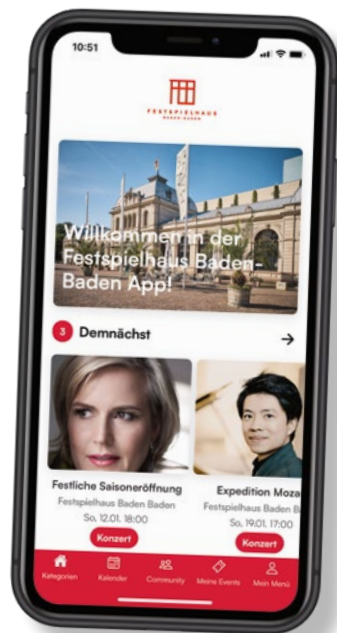 10:51
FESTSPIELHAUS
BADEN-BADEN
Willkommen in der
Festspielhaus Baden-
Baden App!
3 Demnächst
Festliche Saisoneröffnung
Festspielhaus Baden Baden
So, 12.01. 18:00
Konzert
Expedition Moza
Festspielhaus Baden B
So, 19.01. 17:00
Konzert
Kategorien Kalender Community Meine Events Mein Menü